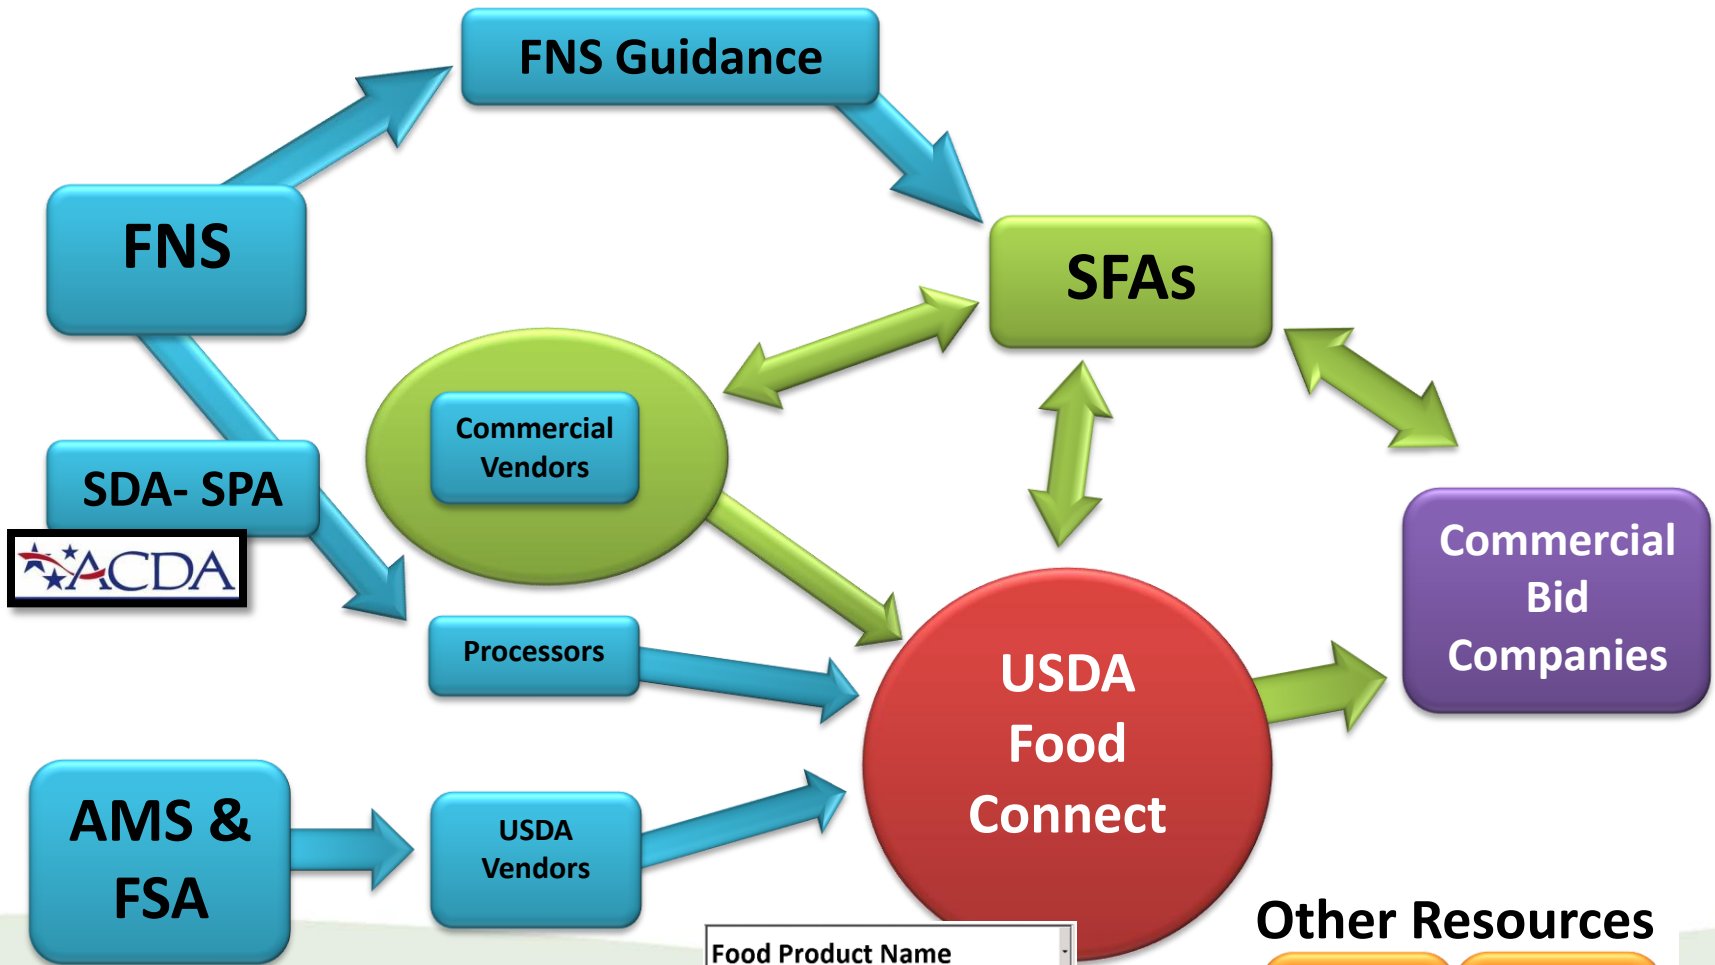 FNS Guidance
FNS
SFAs
Commercial
Vendors
SDA- SPA
ACDA
Commercial
Bid
Companies
Processors
USDA
Food
Connect
AMS &
FSA
USDA
Vendors
Other Resources
Food Product Name